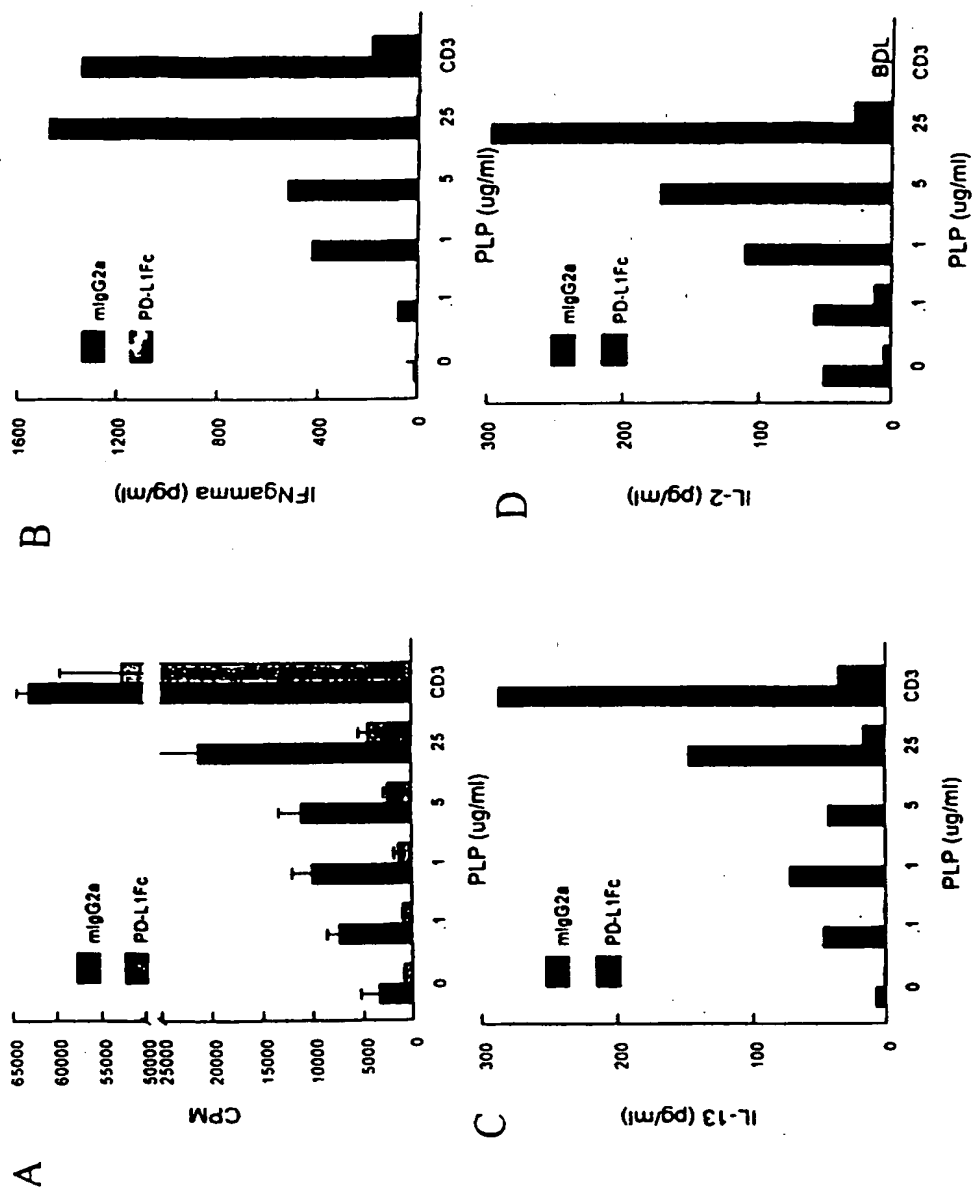 A
CPM
65000
60000
55000
50000
25000
20000
15000
10000
5000
0
mIgG2a
PD-L1Fc
0 .1 1 5 25 CD3
PLP (ug/ml)
B
IFNgamma (pg/ml)
1600
1200
800
400
0
mIgG2a
PD-L1Fc
0 .1 1 5 25 CD3
PLP (ug/ml)
C
IL-13 (pg/ml)
300
200
100
0
mIgG2a
PD-L1Fc
0 .1 1 5 25 CD3
PLP (ug/ml)
D
IL-2 (pg/ml)
300
200
100
0
mIgG2a
PD-L1Fc
BDL
0 .1 1 5 25 CD3
PLP (ug/ml)